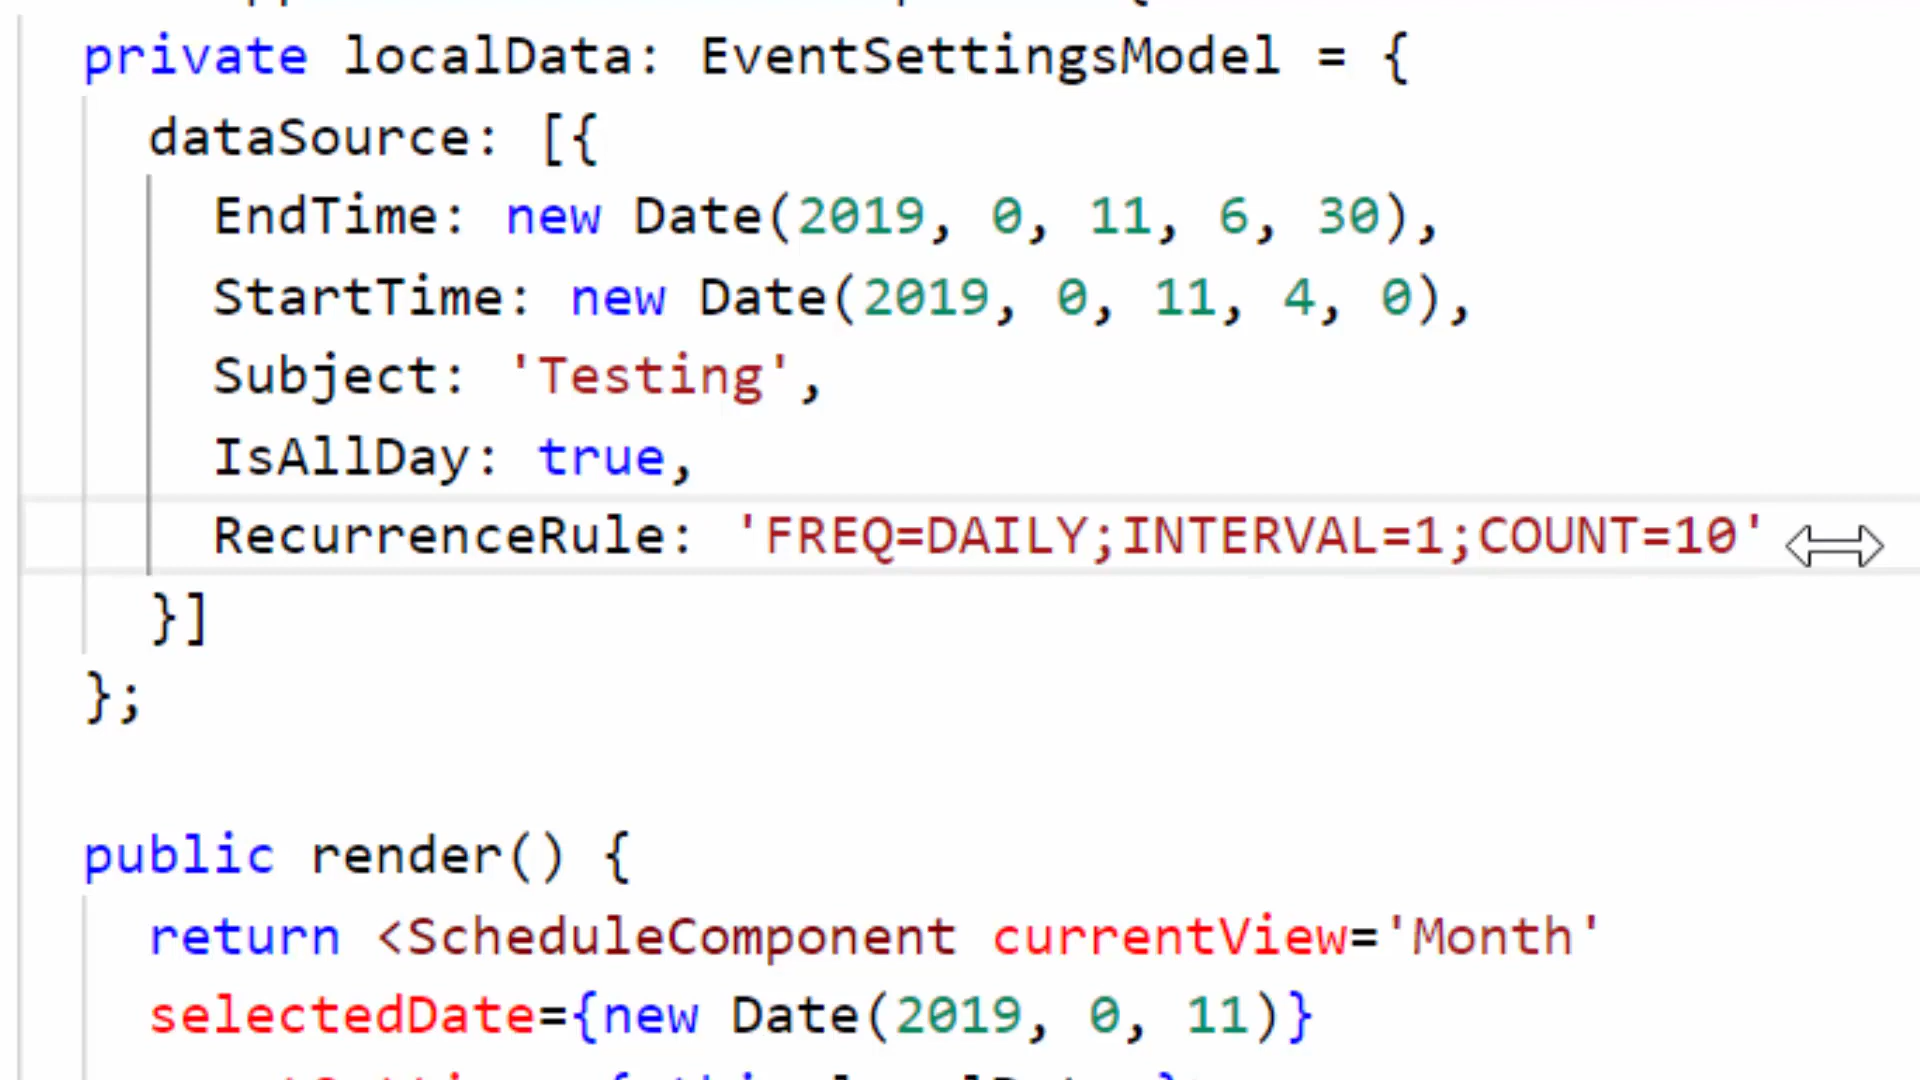 private localData: EventSettingsModel = {
dataSource: [{
EndTime: new Date(2019, 0, 11, 6, 30),
StartTime: new Date(2019, 0, 11, 4, 0),
Subject: 'Testing',
IsAllDay: true,
RecurrenceRule: 'FREQ=DAILY;INTERVAL=1;COUNT=10'
}]
};
public render() {
return <ScheduleComponent currentView='Month'
selectedDate={new Date(2019, 0, 11)}